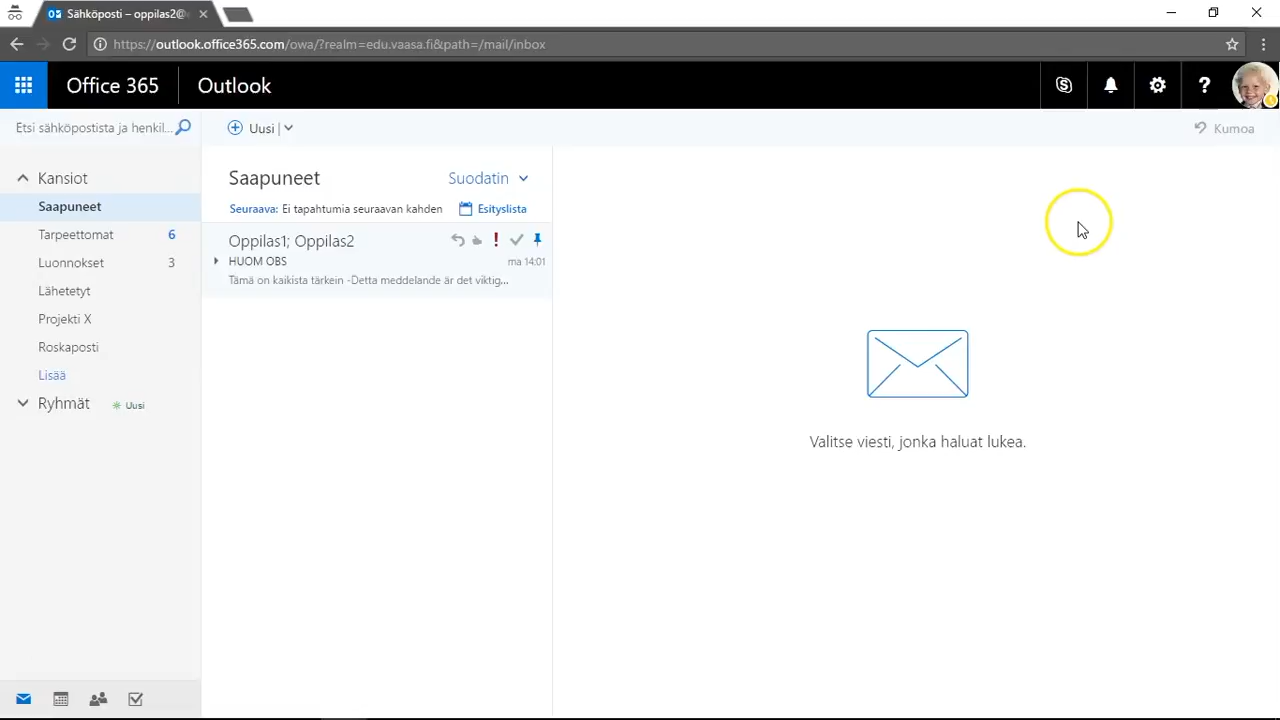 Sähköposti – oppilas2@
https://outlook.office365.com/owa/?realm=edu.vaasa.fi&path=/mail/inbox
Office 365 Outlook ?
Etsi sähköpostista ja henkil...
Uusi
Kumoa
Kansiot
Saapuneet
Tarpeettomat 6
Luonnokset 3
Lähetetyt
Projekti X
Roskaposti
Lisää
Ryhmät Uusi
Saapuneet Suodatin
Seuraava: Ei tapahtumia seuraavan kahden Esityslista
Oppilas1; Oppilas2
HUOM OBS ma 14:01
Tämä on kaikista tärkein -Detta meddelande är det viktig...
Valitse viesti, jonka haluat lukea.